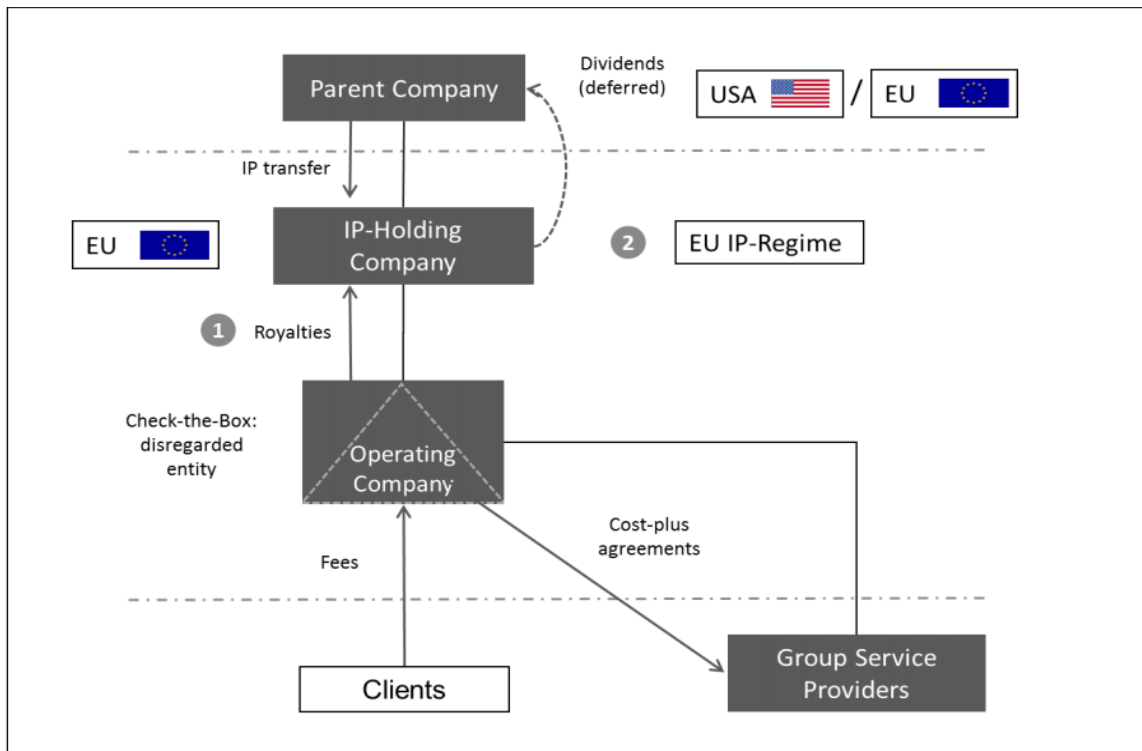 Parent Company
Dividends
(deferred)
USA
/
EU
IP transfer
EU
IP-Holding
Company
2
EU IP-Regime
1
Royalties
Check-the-Box:
disregarded
entity
Operating
Company
Cost-plus
agreements
Fees
Clients
Group Service
Providers